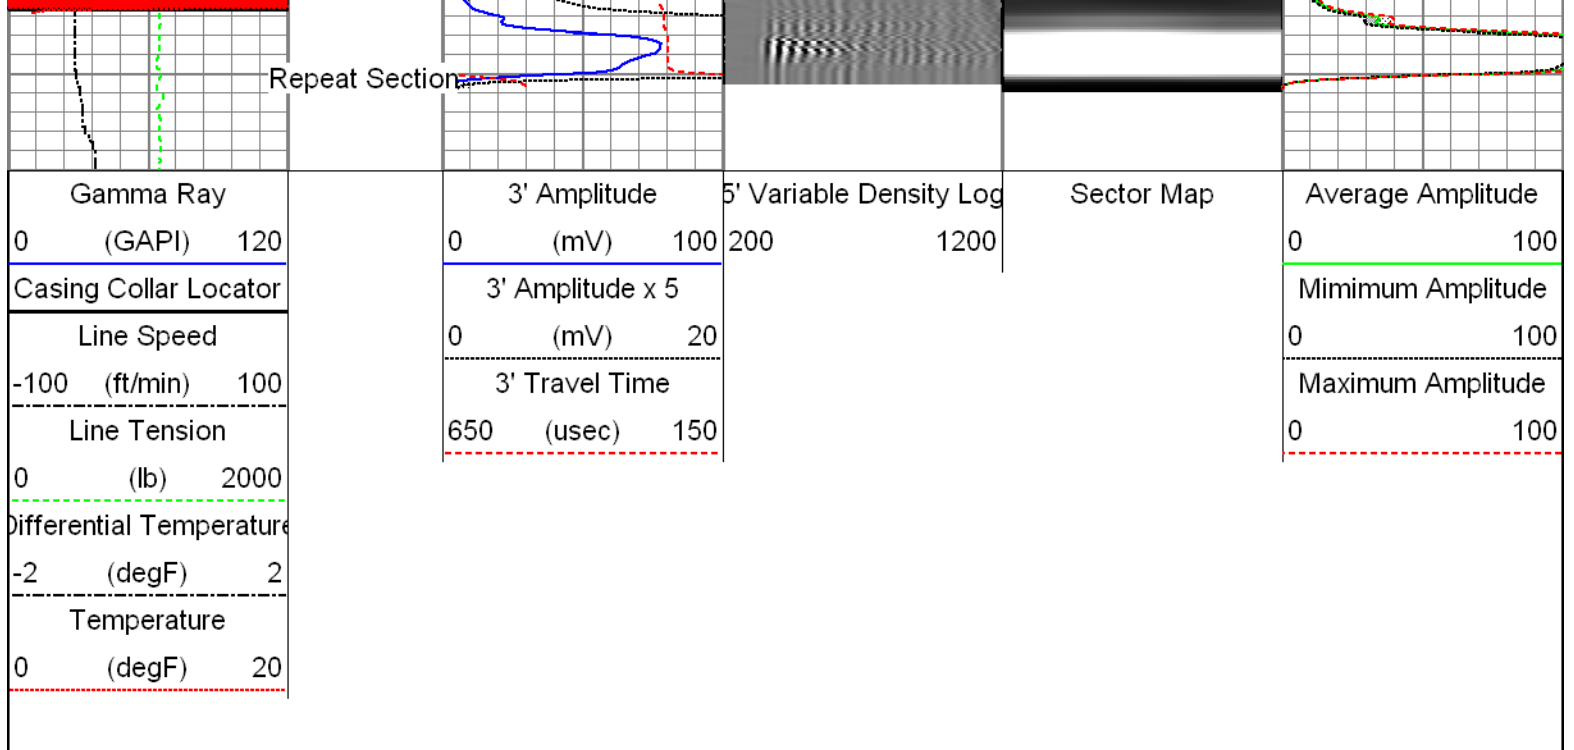 Repeat Section
Gamma Ray
0 (GAPI) 120
Casing Collar Locator
Line Speed
-100 (ft/min) 100
Line Tension
0 (lb) 2000
Differential Temperature
-2 (degF) 2
Temperature
0 (degF) 20
3' Amplitude
0 (mV) 100
3' Amplitude x 5
0 (mV) 20
3' Travel Time
650 (usec) 150
5' Variable Density Log
200 1200
Sector Map
Average Amplitude
0 100
Mimimum Amplitude
0 100
Maximum Amplitude
0 100